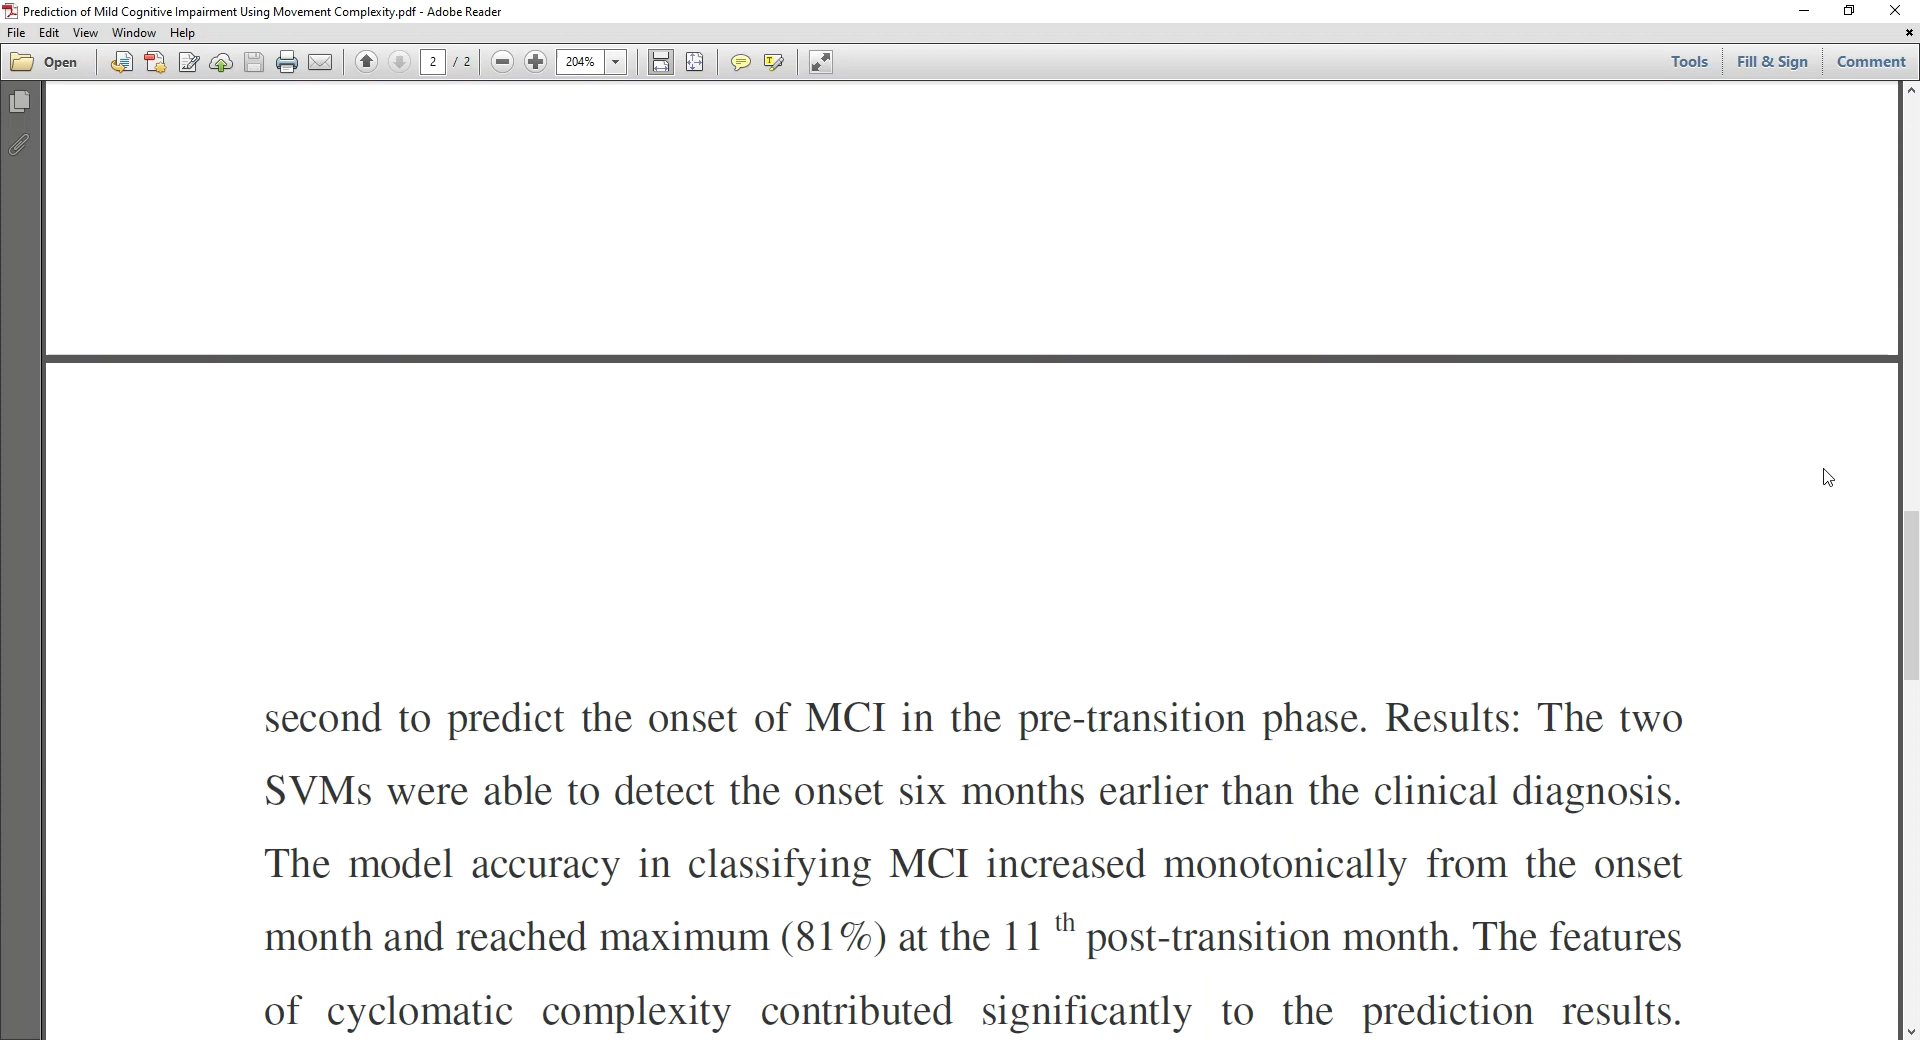 Prediction of Mild Cognitive Impairment Using Movement Complexity.pdf - Adobe Reader
File Edit View Window Help
Open 2 / 2 204% Tools Fill & Sign Comment
second to predict the onset of MCI in the pre-transition phase. Results: The two
SVMs were able to detect the onset six months earlier than the clinical diagnosis.
The model accuracy in classifying MCI increased monotonically from the onset
month and reached maximum (81%) at the 11 th post-transition month. The features
of cyclomatic complexity contributed significantly to the prediction results.